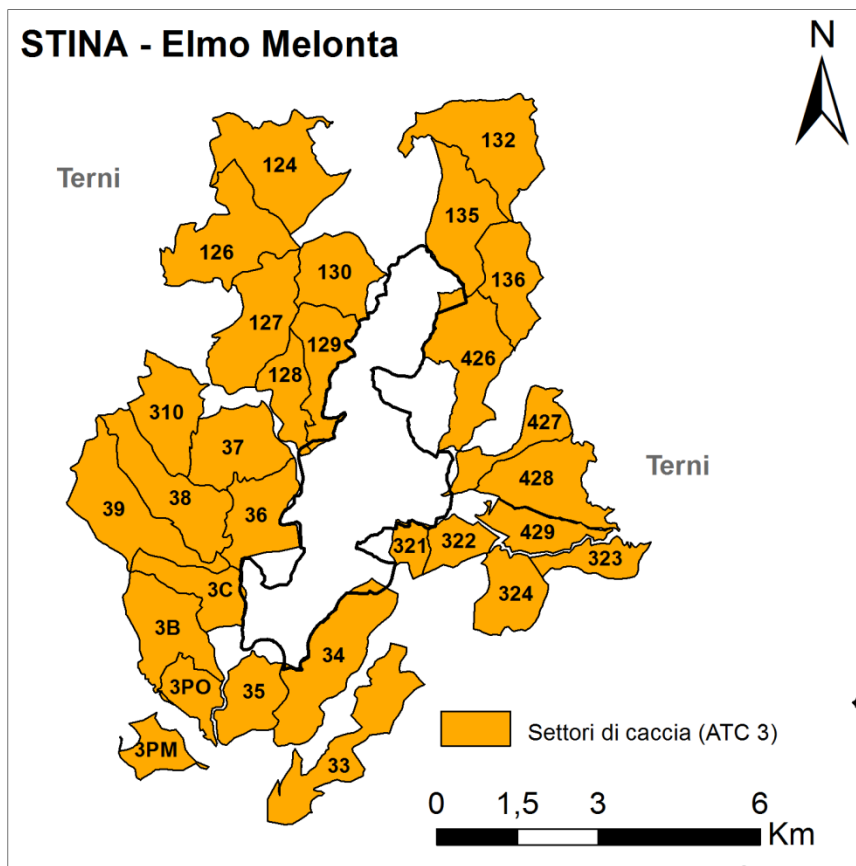 STINA - Elmo Melonta
N
132
124
Terni
135
126
130
136
127
129
426
128
310
427
37
Terni
428
38
36
39
429
321
322
323
3C
324
3B
34
3PO
35
Settori di caccia (ATC 3)
3PM
33
0 1,5 3 6
Km